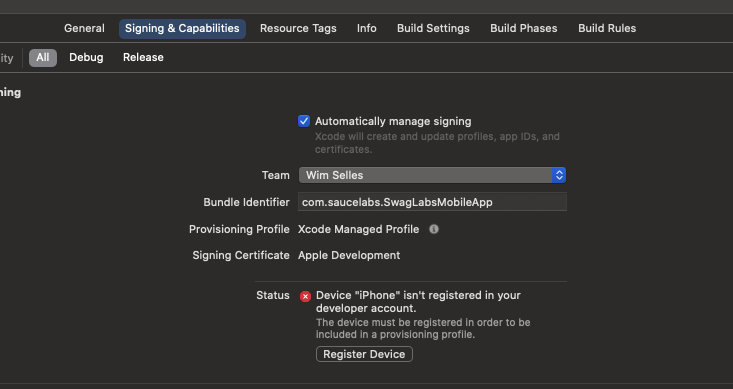 General Signing & Capabilities Resource Tags Info Build Settings Build Phases Build Rules
ity All Debug Release
ning
Automatically manage signing
Xcode will create and update profiles, app IDs, and
certificates.
Team Wim Selles
Bundle Identifier com.saucelabs.SwagLabsMobileApp
Provisioning Profile Xcode Managed Profile
Signing Certificate Apple Development
Status Device "iPhone" isn't registered in your
developer account.
The device must be registered in order to be
included in a provisioning profile.
Register Device